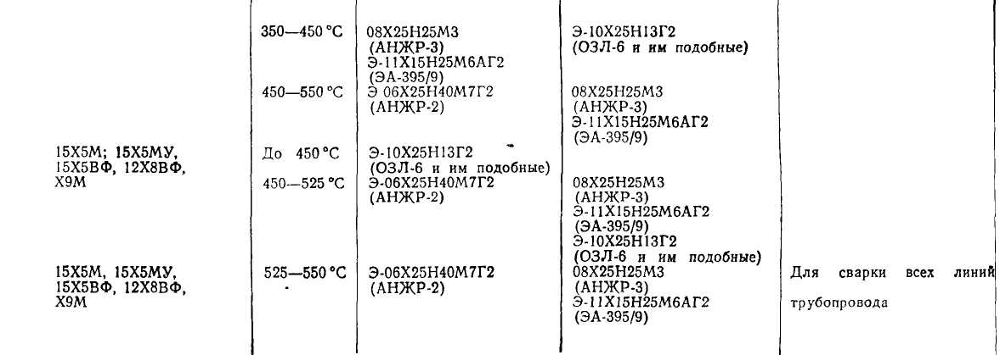 350—450 °C 08Х25Н25М3 Э-10Х25Н13Г2
(АНЖР-3) (ОЗЛ-6 и им подобные)
Э-11Х15Н25М6АГ2
(ЭА-395/9)
450—550 °C Э 06Х25Н40М7Г2 08Х25Н25М3
(АНЖР-2) (АНЖР-3)
Э-11Х15Н25М6АГ2
(ЭА-395/9)
15Х5М; 15Х5МУ, До 450 °C Э-10Х25Н13Г2
15Х5ВФ, 12Х8ВФ, (ОЗЛ-6 и им подобные)
Х9М 450—525 °C Э-06Х25Н40М7Г2 08Х25Н25М3
(АНЖР-2) (АНЖР-3)
Э-11Х15Н25М6АГ2
(ЭА-395/9)
Э-10Х25Н13Г2
(ОЗЛ-6 и им подобные)
15Х5М, 15Х5МУ, 525—550 °C Э-06Х25Н40М7Г2 08Х25Н25М3 Для сварки всех линий
15Х5ВФ, 12Х8ВФ, (АНЖР-2) (АНЖР-3)
Х9М Э-11Х15Н25М6АГ2 трубопровода
(ЭА-395/9)